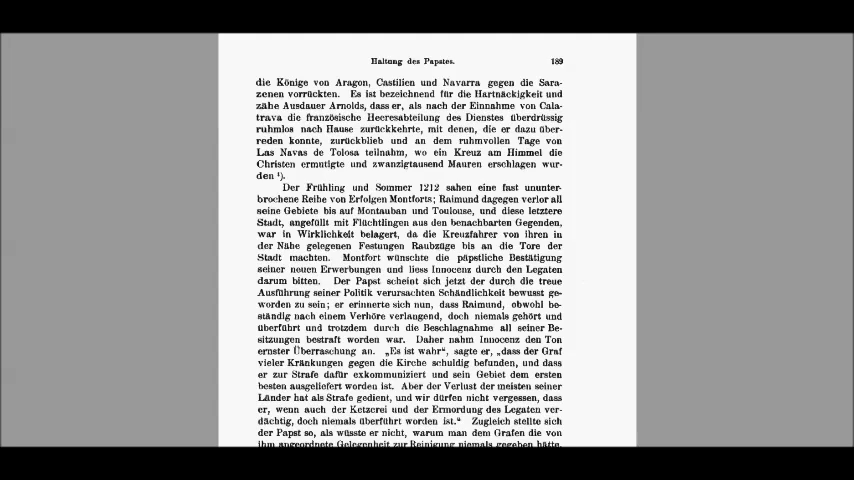 Haltung des Papstes. 189
die Könige von Aragon, Castilien und Navarra gegen die Sara-
zenen vorrückten. Es ist bezeichnend für die Hartnäckigkeit und
zähe Ausdauer Arnolds, dass er, als nach der Einnahme von Cala-
trava die französische Heeresabteilung des Dienstes überdrüssig
ruhmlos nach Hause zurückkehrte, mit denen, die er dazu über-
reden konnte, zurückblieb und an dem ruhmvollen Tage von
Las Navas de Tolosa teilnahm, wo ein Kreuz am Himmel die
Christen ermutigte und zwanzigtausend Mauren erschlagen wur-
den ¹).
Der Frühling und Sommer 1212 sahen eine fast ununter-
brochene Reihe von Erfolgen Montforts; Raimund dagegen verlor all
seine Gebiete bis auf Montauban und Toulouse, und diese letztere
Stadt, angefüllt mit Flüchtlingen aus den benachbarten Gegenden,
war in Wirklichkeit belagert, da die Kreuzfahrer von ihren in
der Nähe gelegenen Festungen Raubzüge bis an die Tore der
Stadt machten. Montfort wünschte die päpstliche Bestätigung
seiner neuen Erwerbungen und liess Innocenz durch den Legaten
darum bitten. Der Papst scheint sich jetzt der durch die treue
Ausführung seiner Politik verursachten Schändlichkeit bewusst ge-
worden zu sein; er erinnerte sich nun, dass Raimund, obwohl be-
ständig nach einem Verhöre verlangend, doch niemals gehört und
überführt und trotzdem durch die Beschlagnahme all seiner Be-
sitzungen bestraft worden war. Daher nahm Innocenz den Ton
ernster Überraschung an. „Es ist wahr“, sagte er, „dass der Graf
vieler Kränkungen gegen die Kirche schuldig befunden, und dass
er zur Strafe dafür exkommuniziert und sein Gebiet dem ersten
besten ausgeliefert worden ist. Aber der Verlust der meisten seiner
Länder hat als Strafe gedient, und wir dürfen nicht vergessen, dass
er, wenn auch der Ketzerei und der Ermordung des Legaten ver-
dächtig, doch niemals überführt worden ist.“ Zugleich stellte sich
der Papst so, als wüsste er nicht, warum man dem Grafen die von
ihm angeordnete Gelegenheit zur Reinigung niemals gegeben hätte.